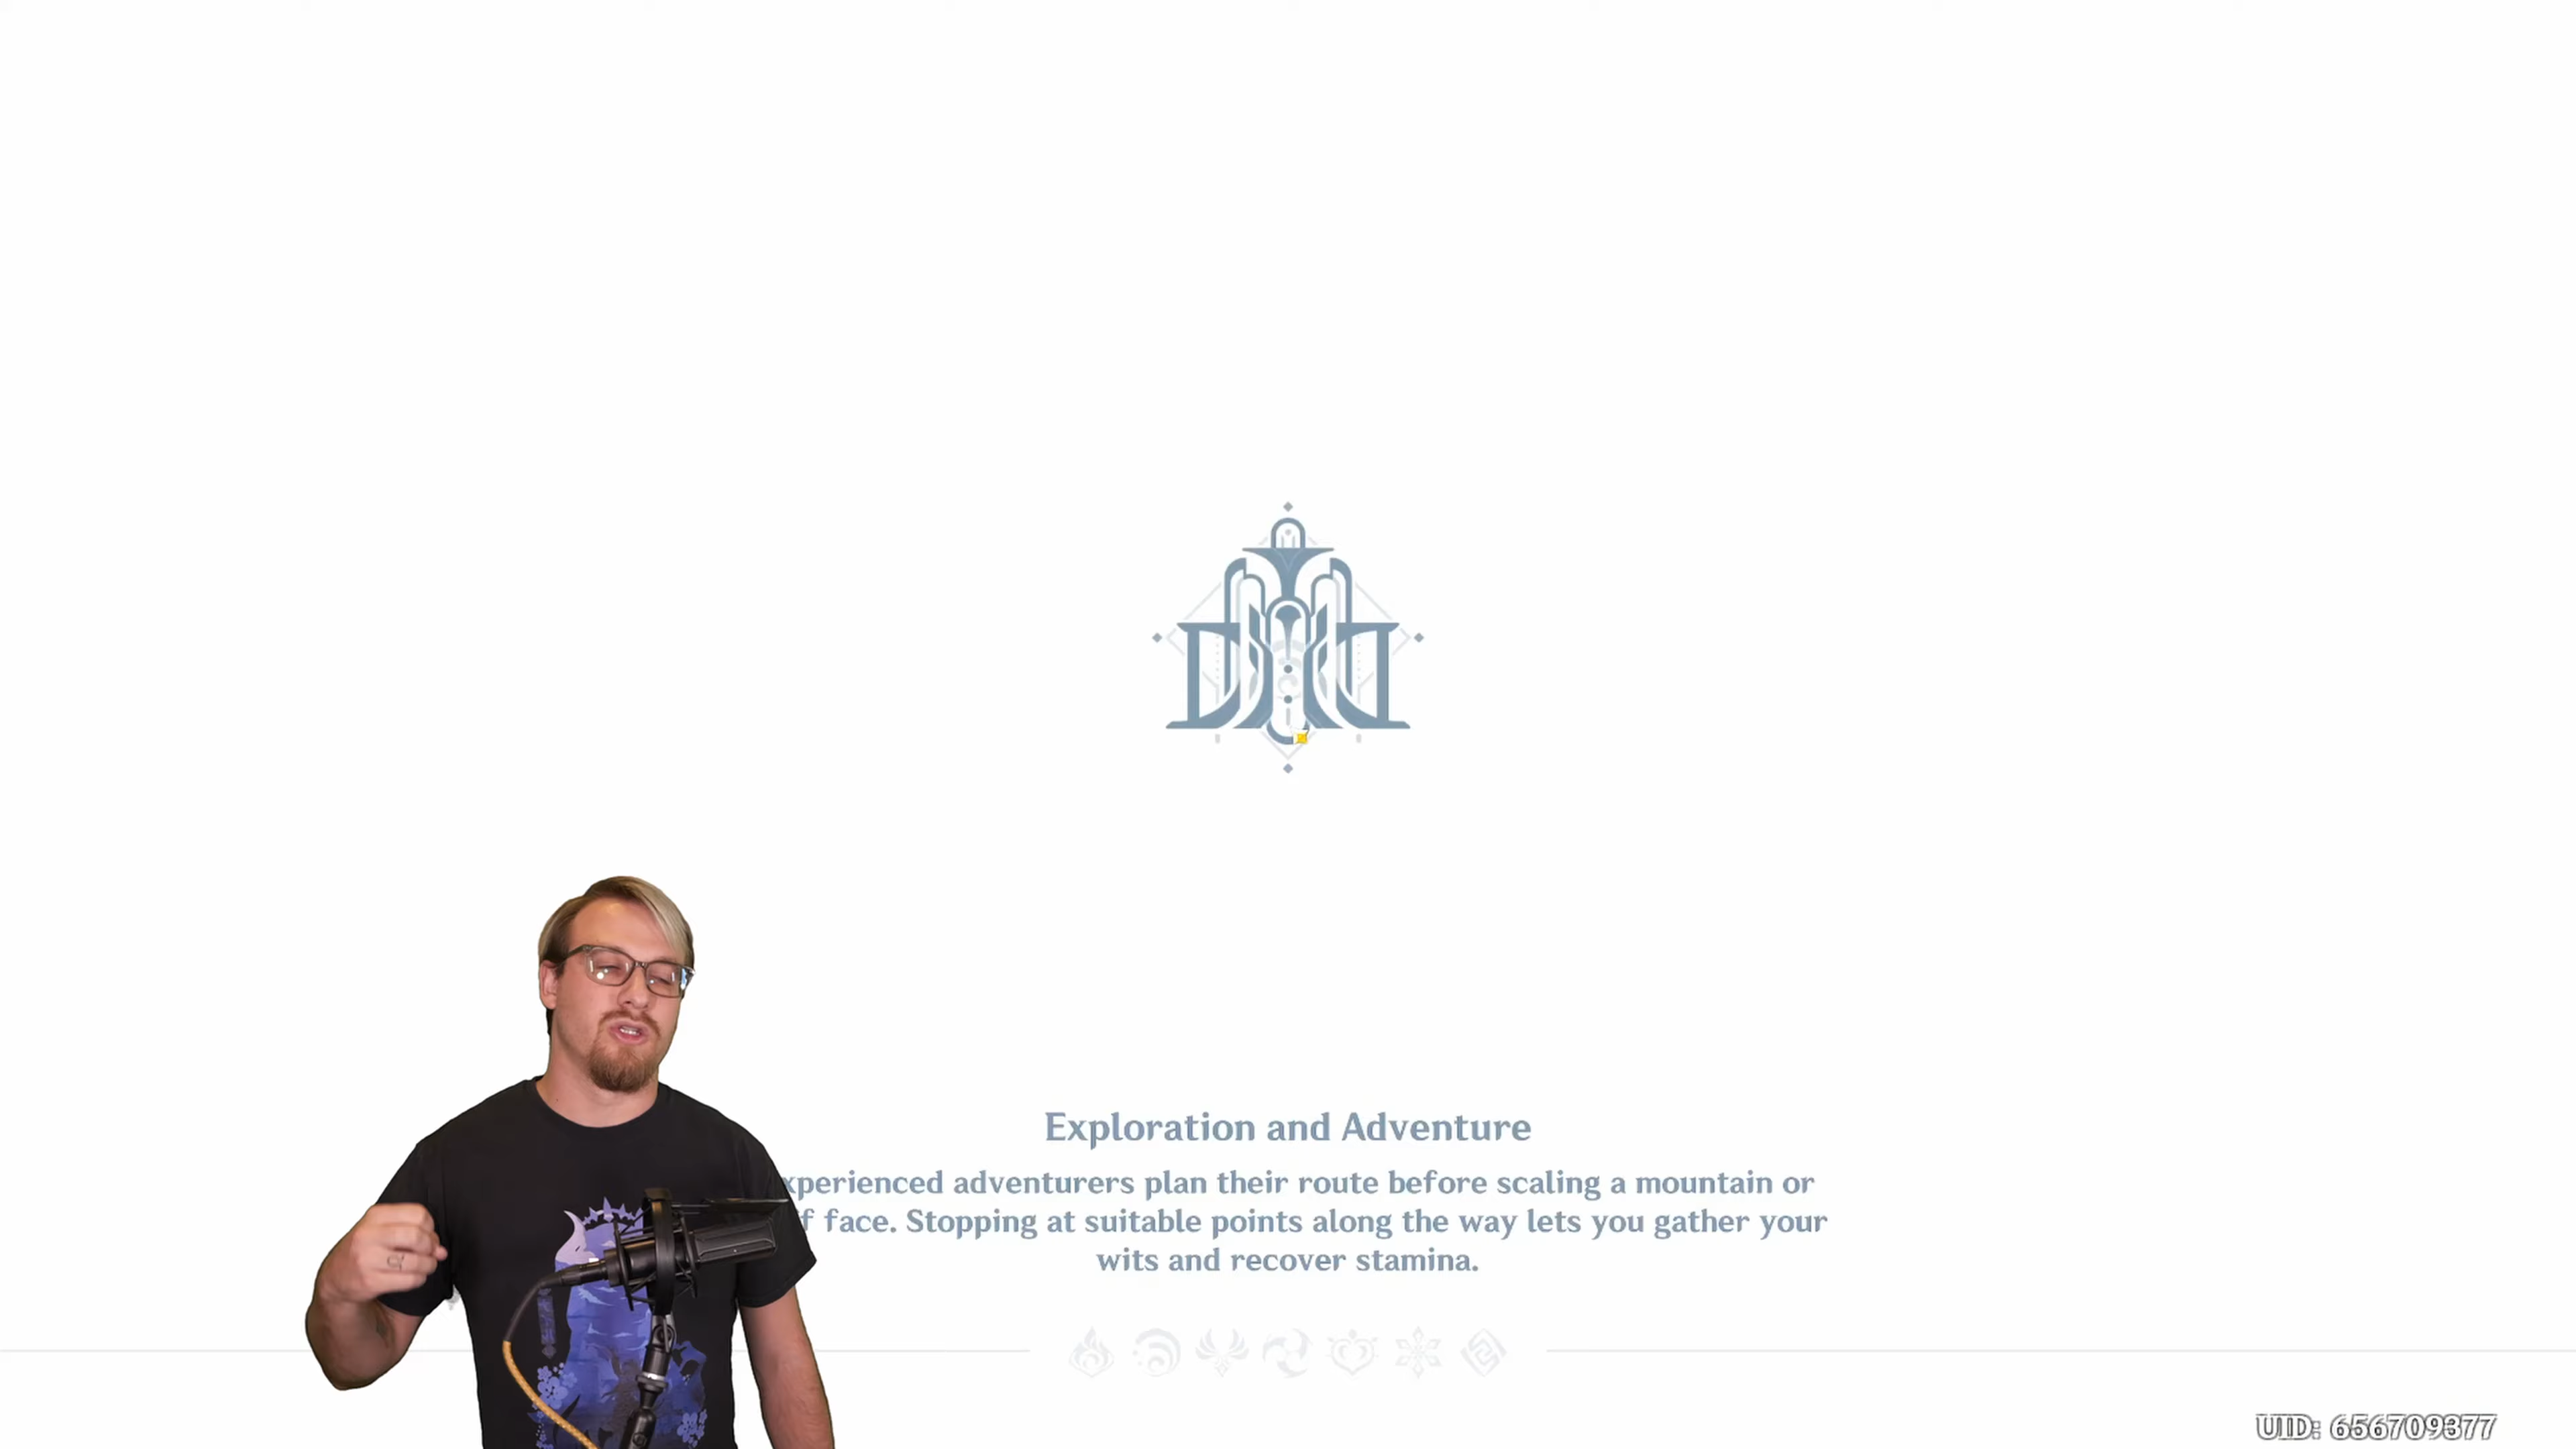 Exploration and Adventure
xperienced adventurers plan their route before scaling a mountain or
f face. Stopping at suitable points along the way lets you gather your
wits and recover stamina.
UID: 656709377